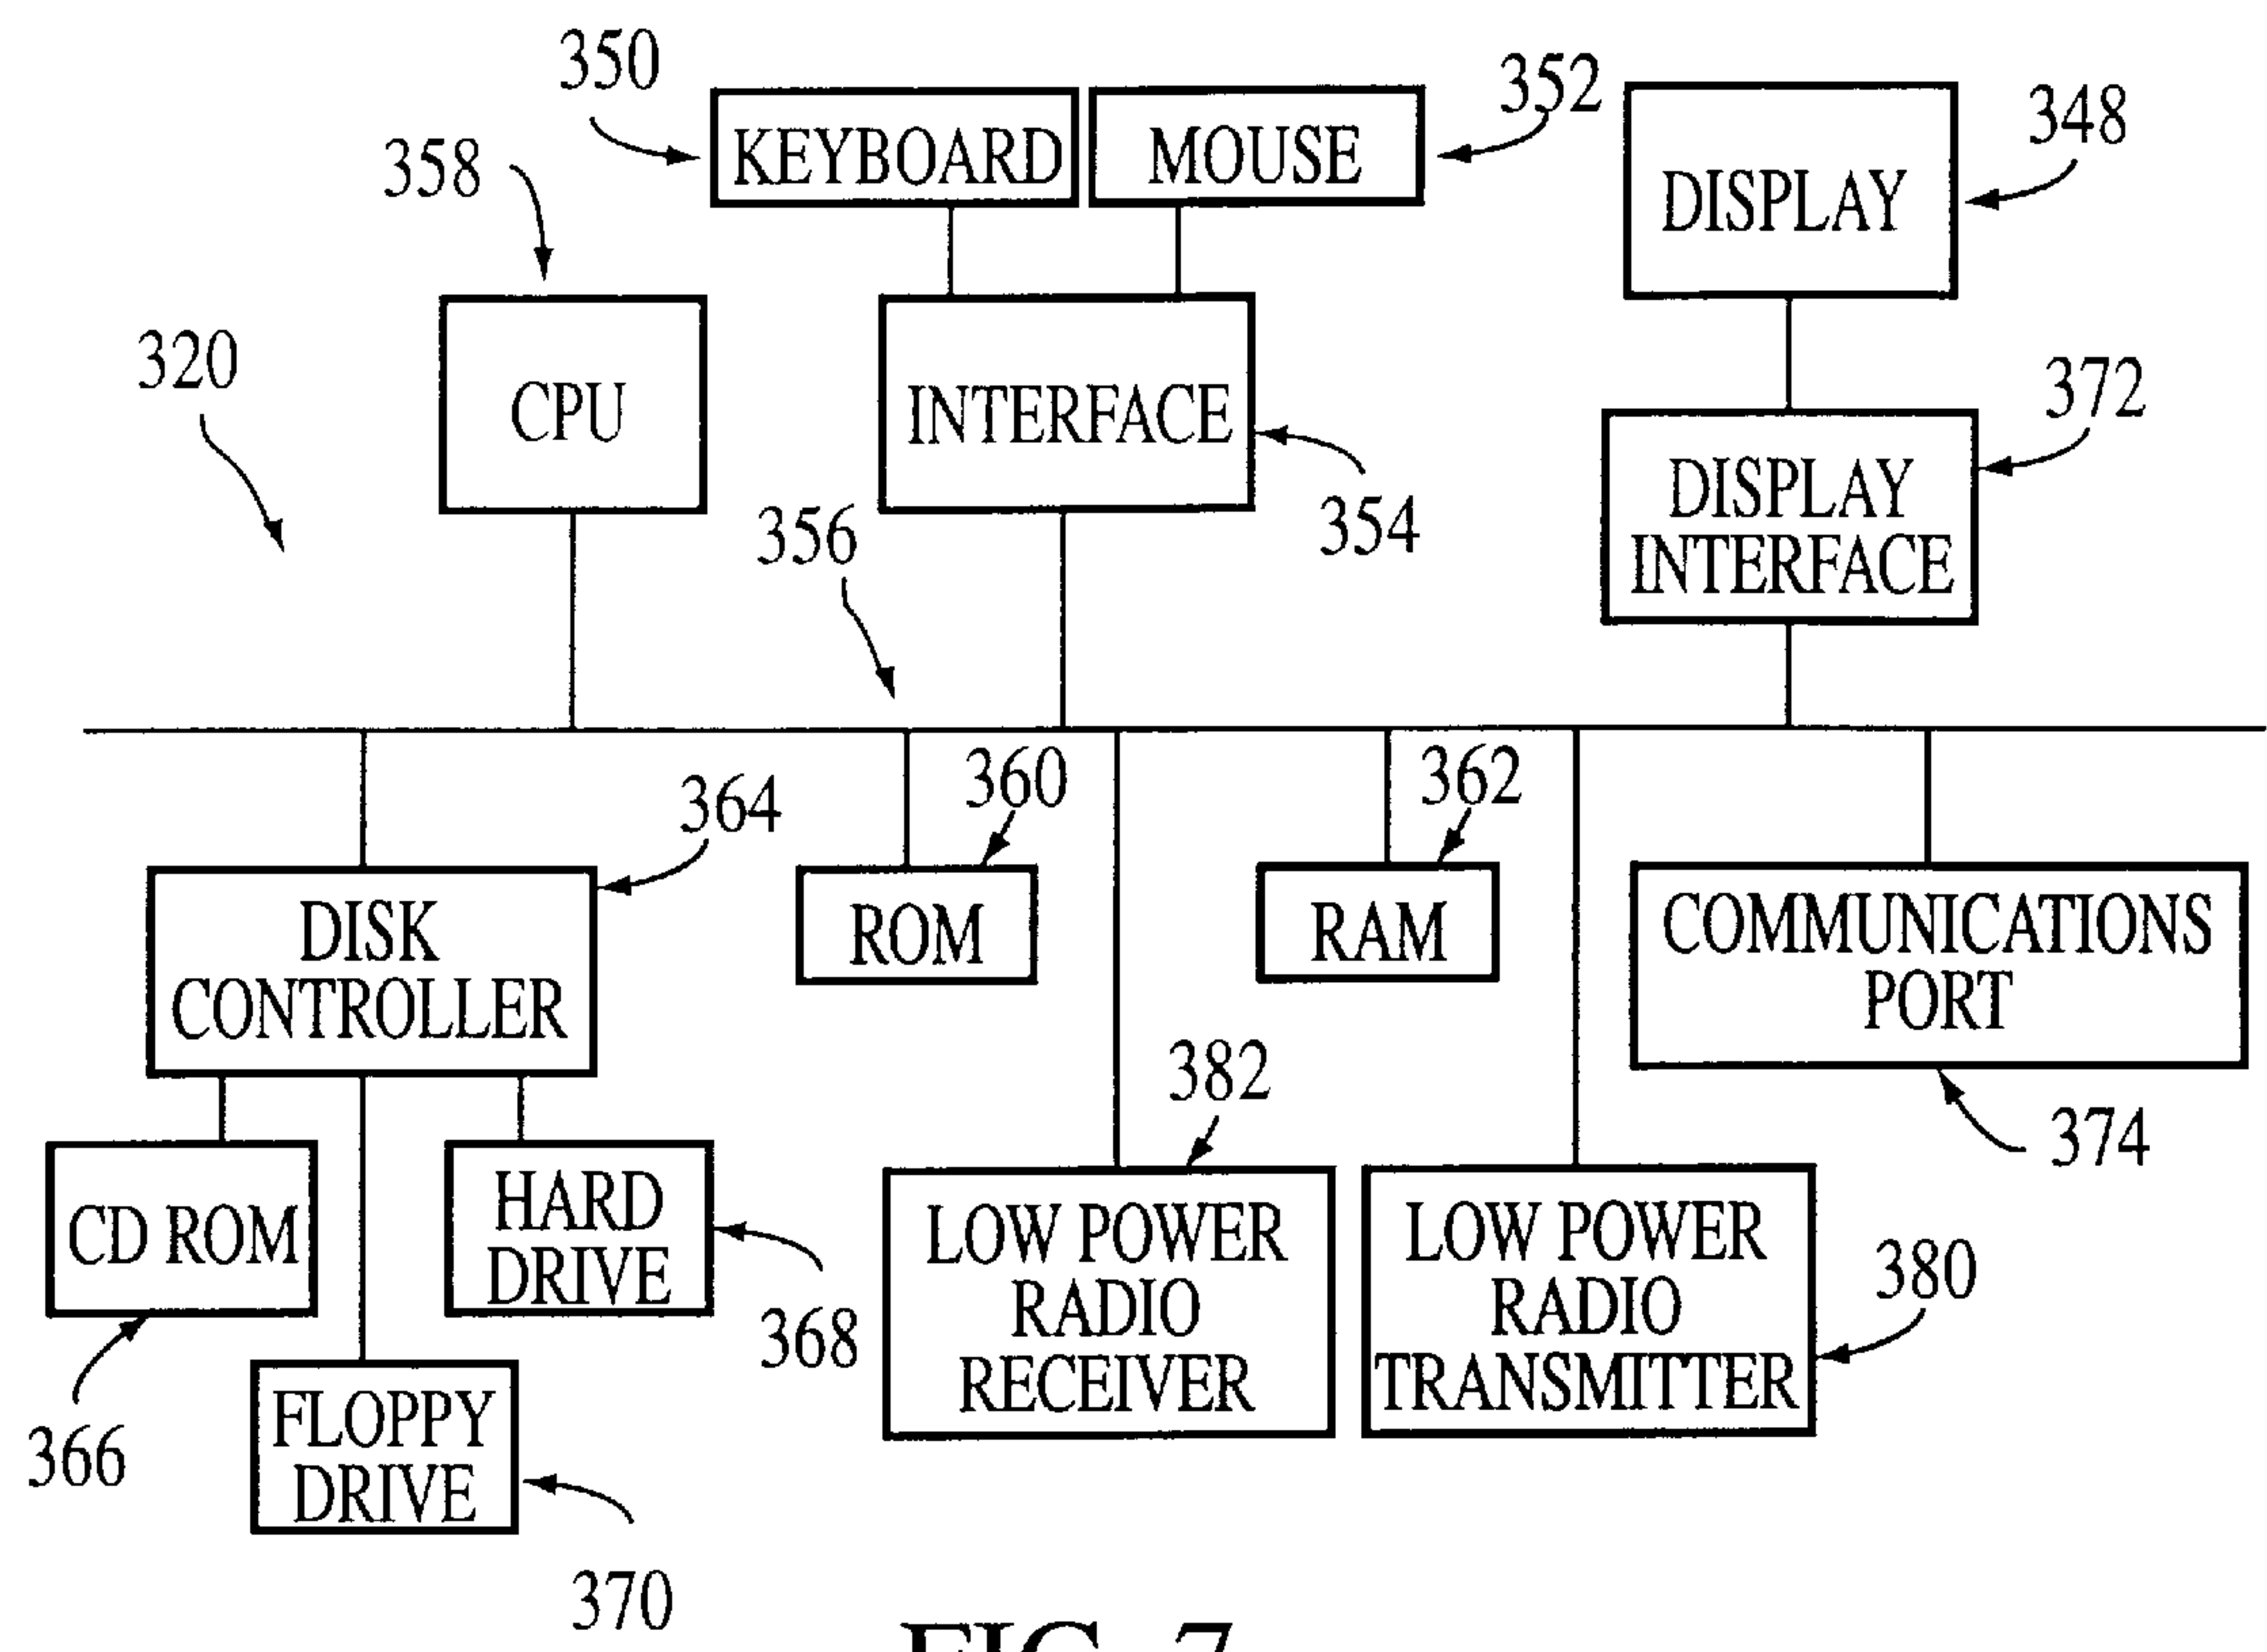 350
KEYBOARD
MOUSE
352
DISPLAY
348
358
CPU
INTERFACE
354
320
372
DISPLAY
INTERFACE
356
364
DISK
CONTROLLER
360
ROM
362
RAM
COMMUNICATIONS
PORT
374
CD ROM
366
HARD
DRIVE
368
FLOPPY
DRIVE
370
382
LOW POWER
RADIO
RECEIVER
LOW POWER
RADIO
TRANSMITTER
380
FIG. 7